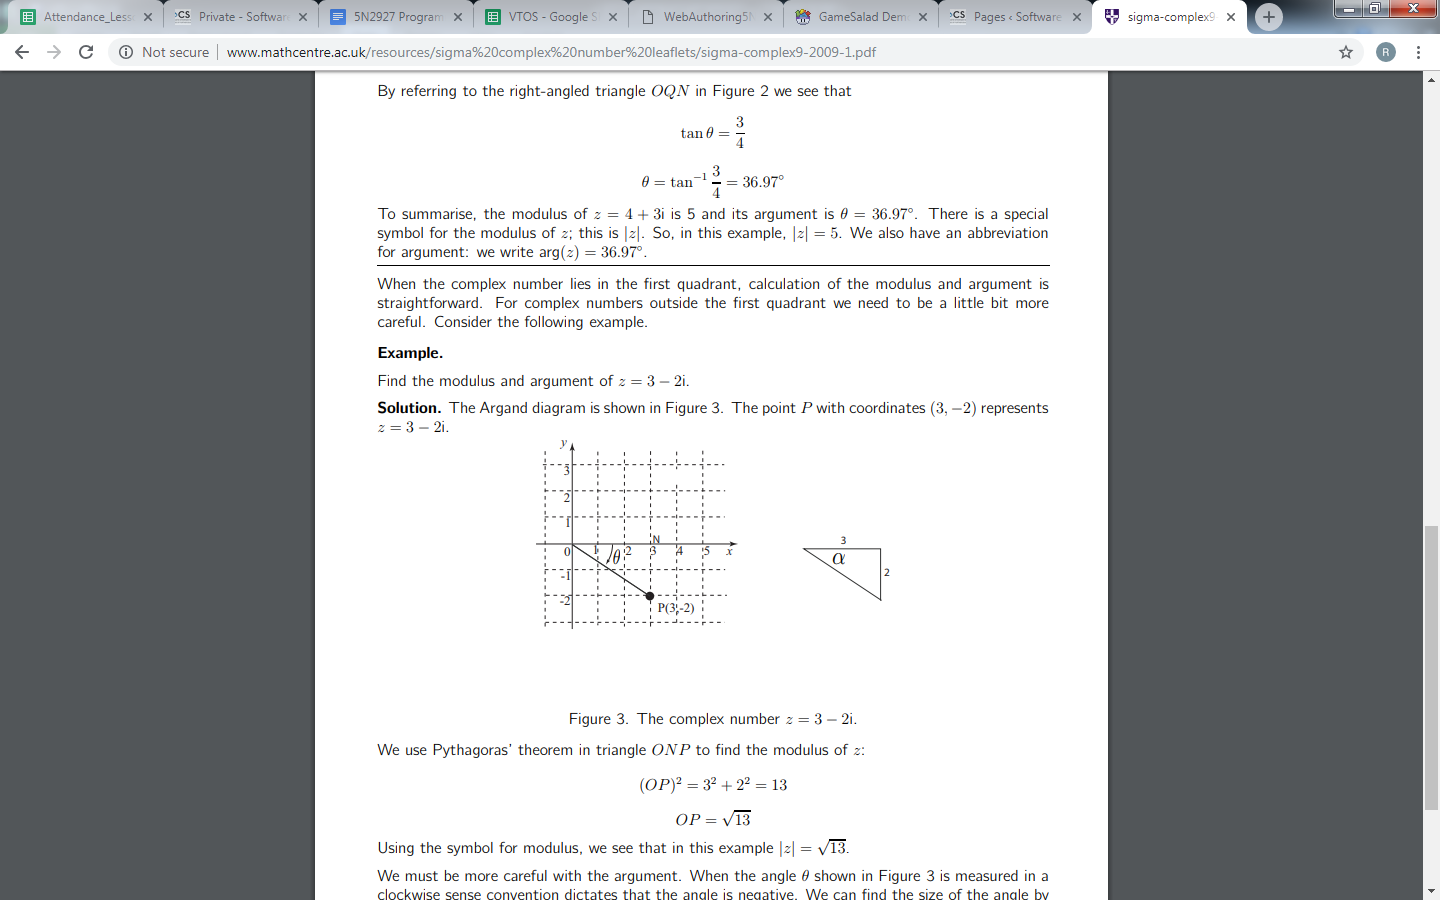 Attendance_Less
CS Private - Software
5N2927 Program
VTOS - Google S
WebAuthoring5N
GameSalad Demo
CS Pages ‹ Software
sigma-complex9
Not secure | www.mathcentre.ac.uk/resources/sigma%20complex%20number%20leaflets/sigma-complex9-2009-1.pdf
R
By referring to the right-angled triangle OQN in Figure 2 we see that
tan θ = 3/4
θ = tan⁻¹ 3/4 = 36.97°
To summarise, the modulus of z = 4 + 3i is 5 and its argument is θ = 36.97°. There is a special
symbol for the modulus of z; this is |z|. So, in this example, |z| = 5. We also have an abbreviation
for argument: we write arg(z) = 36.97°.
When the complex number lies in the first quadrant, calculation of the modulus and argument is
straightforward. For complex numbers outside the first quadrant we need to be a little bit more
careful. Consider the following example.
Example.
Find the modulus and argument of z = 3 − 2i.
Solution. The Argand diagram is shown in Figure 3. The point P with coordinates (3, −2) represents
z = 3 − 2i.
y
3
2
1
N
0 1 θ 2 3 4 5 x
-1
-2
P(3,-2)
3
α
2
Figure 3. The complex number z = 3 − 2i.
We use Pythagoras' theorem in triangle ONP to find the modulus of z:
(OP)² = 3² + 2² = 13
OP = √13
Using the symbol for modulus, we see that in this example |z| = √13.
We must be more careful with the argument. When the angle θ shown in Figure 3 is measured in a
clockwise sense convention dictates that the angle is negative. We can find the size of the angle by